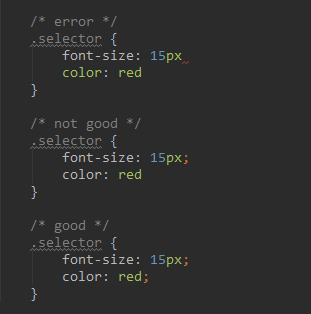 /* error */
.selector {
    font-size: 15px
    color: red
}

/* not good */
.selector {
    font-size: 15px;
    color: red
}

/* good */
.selector {
    font-size: 15px;
    color: red;
}